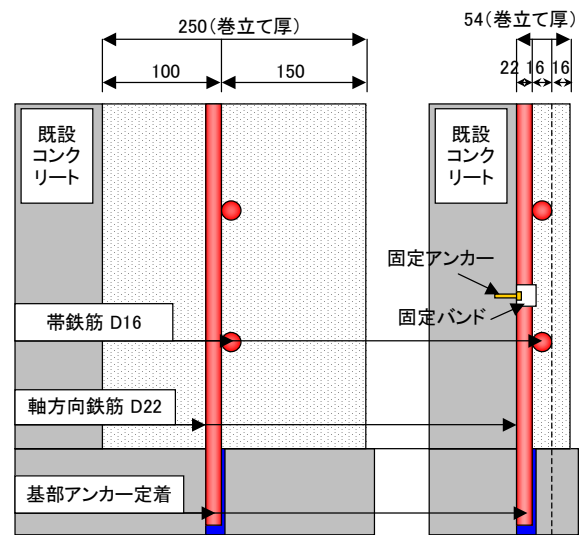 250(巻立て厚)
100
150
既設
コンク
リート
帯鉄筋 D16
軸方向鉄筋 D22
基部アンカー定着
54(巻立て厚)
22 16 16
既設
コンク
リート
固定アンカー
固定バンド